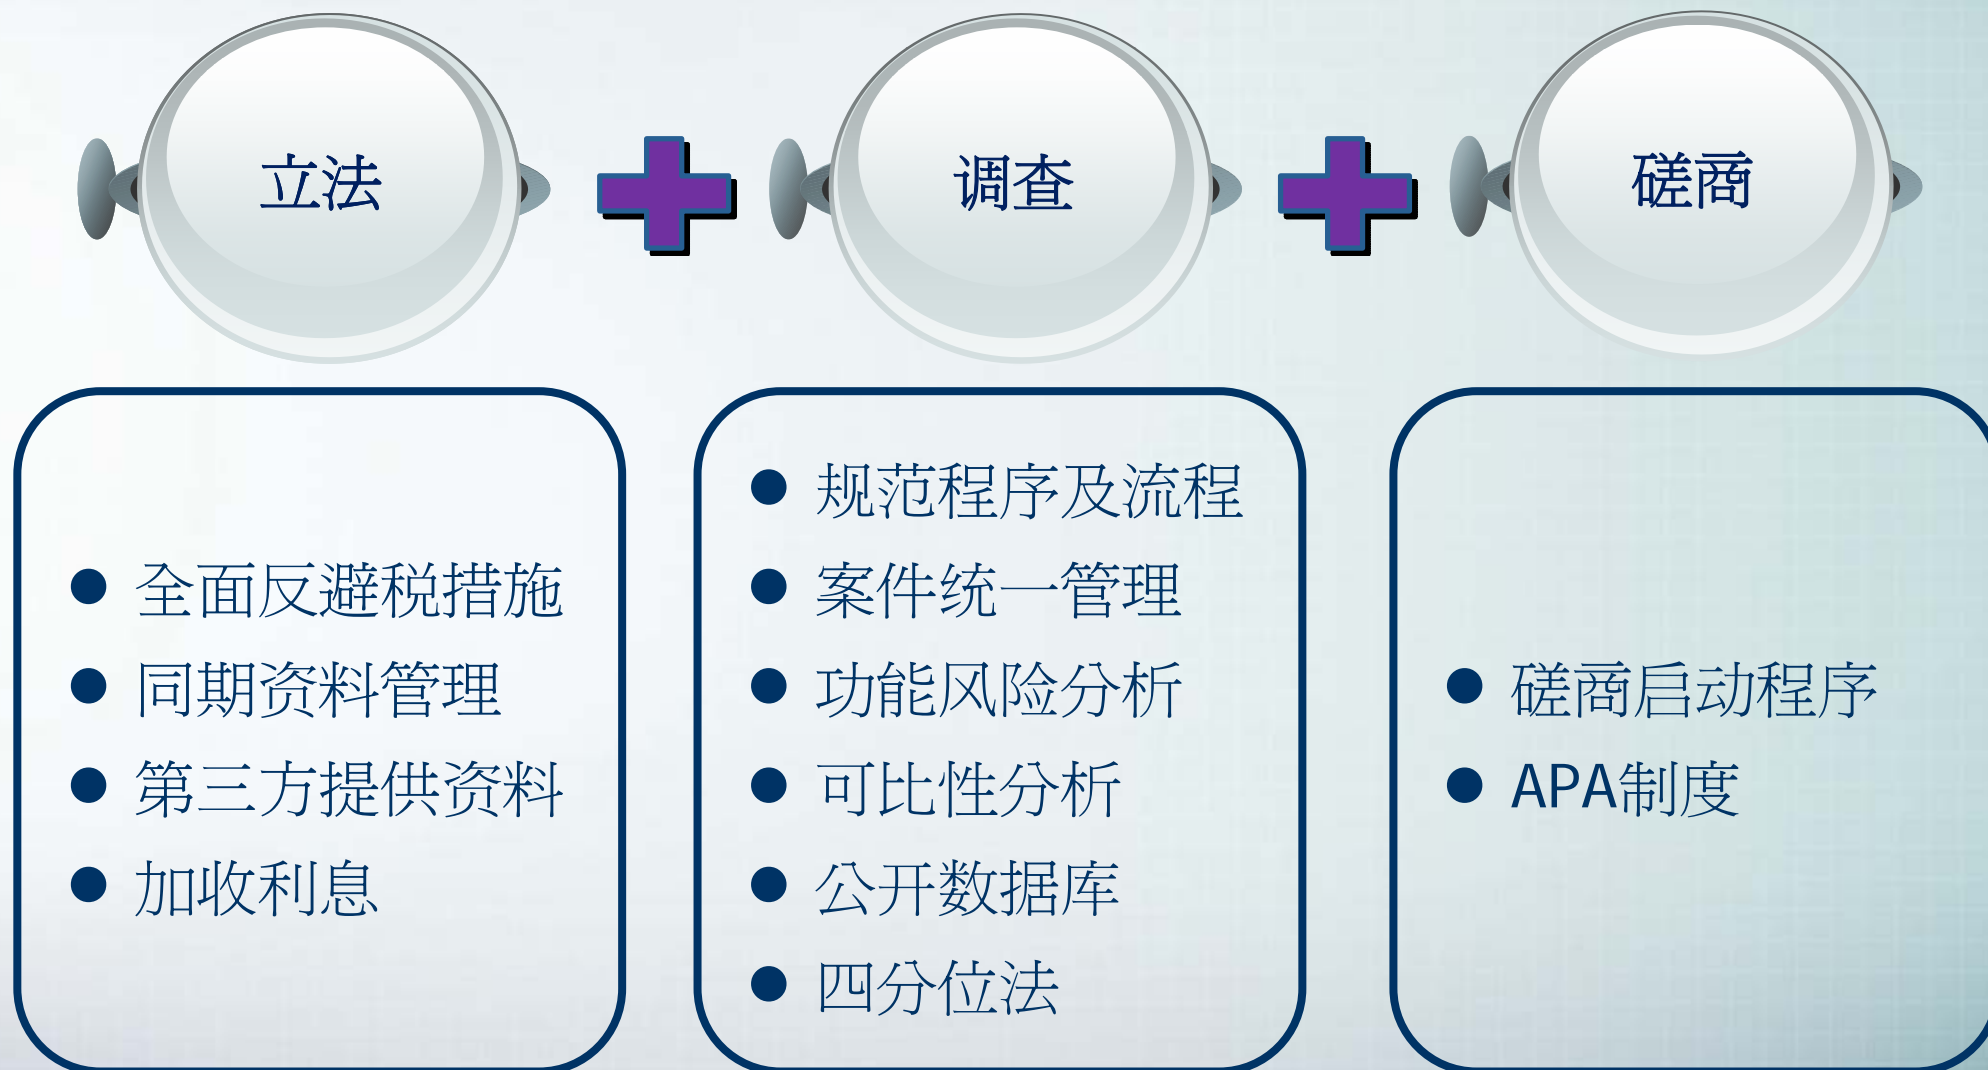 立法
调查
磋商
全面反避税措施
同期资料管理
第三方提供资料
加收利息
规范程序及流程
案件统一管理
功能风险分析
可比性分析
公开数据库
四分位法
磋商启动程序
APA制度